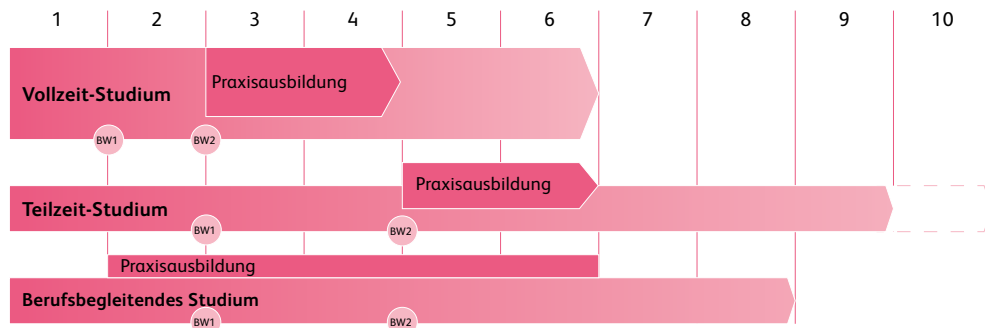 1 2 3 4 5 6 7 8 9 10
Praxisausbildung
Vollzeit-Studium
BW1 BW2
Praxisausbildung
Teilzeit-Studium
BW1 BW2
Praxisausbildung
Berufsbegleitendes Studium
BW1 BW2